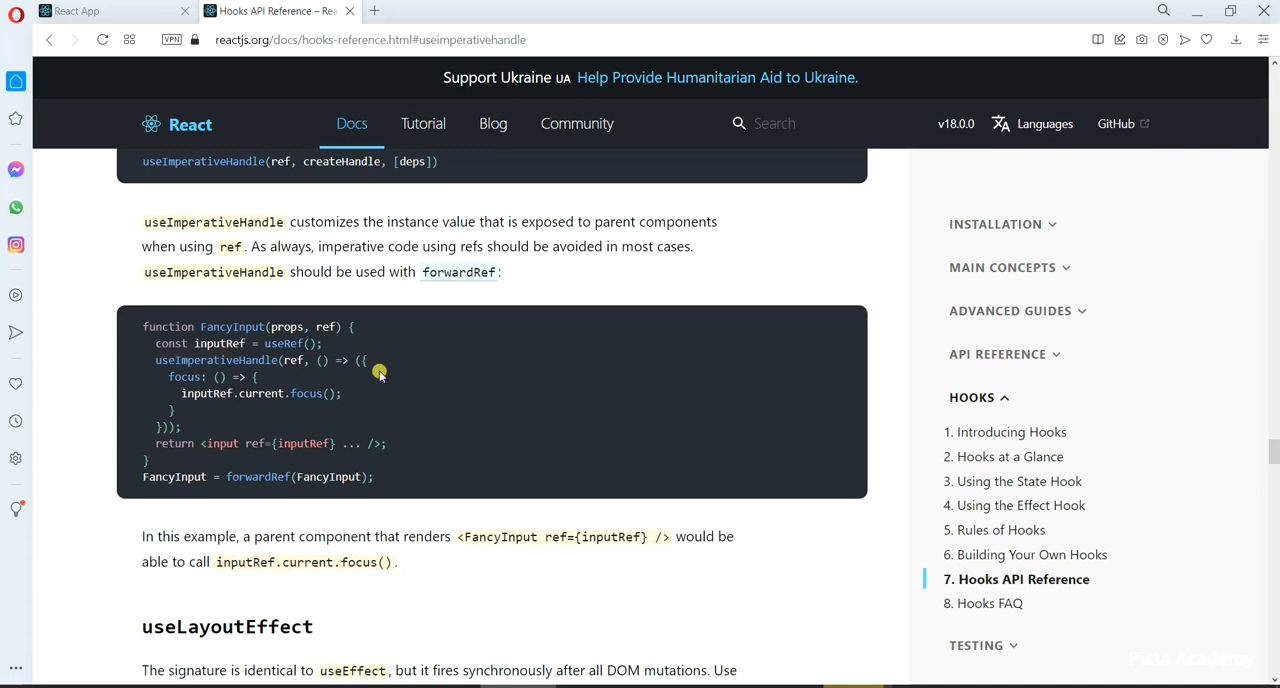 React App
Hooks API Reference – Rea
VPN
reactjs.org/docs/hooks-reference.html#useimperativehandle
Support Ukraine UA Help Provide Humanitarian Aid to Ukraine.
React
Docs
Tutorial
Blog
Community
Search
v18.0.0
Languages
GitHub
useImperativeHandle(ref, createHandle, [deps])
useImperativeHandle customizes the instance value that is exposed to parent components
when using ref. As always, imperative code using refs should be avoided in most cases.
useImperativeHandle should be used with forwardRef:
function FancyInput(props, ref) {
const inputRef = useRef();
useImperativeHandle(ref, () => ({
focus: () => {
inputRef.current.focus();
}
}));
return <input ref={inputRef} ... />;
}
FancyInput = forwardRef(FancyInput);
In this example, a parent component that renders <FancyInput ref={inputRef} /> would be
able to call inputRef.current.focus().
useLayoutEffect
The signature is identical to useEffect, but it fires synchronously after all DOM mutations. Use
INSTALLATION
MAIN CONCEPTS
ADVANCED GUIDES
API REFERENCE
HOOKS
1. Introducing Hooks
2. Hooks at a Glance
3. Using the State Hook
4. Using the Effect Hook
5. Rules of Hooks
6. Building Your Own Hooks
7. Hooks API Reference
8. Hooks FAQ
TESTING